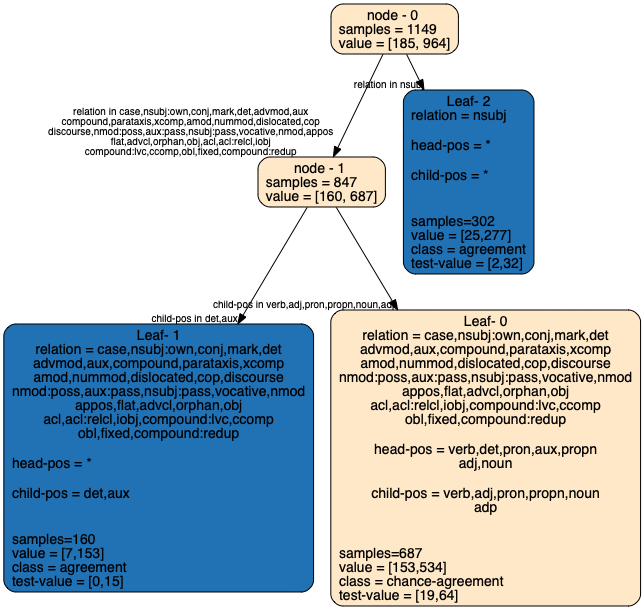 node - 0
samples = 1149
value = [185, 964]
relation in nsubj
relation in case,nsubj:own,conj,mark,det,advmod,aux
compound,parataxis,xcomp,amod,nummod,dislocated,cop
discourse,nmod:poss,aux:pass,nsubj:pass,vocative,nmod,appos
flat,advcl,orphan,obj,acl,acl:relcl,iobj
compound:lvc,ccomp,obl,fixed,compound:redup
Leaf- 2
relation = nsubj
head-pos = *
child-pos = *
samples=302
value = [25,277]
class = agreement
test-value = [2,32]
node - 1
samples = 847
value = [160, 687]
child-pos in det,aux
child-pos in verb,adj,pron,propn,noun,adp
Leaf- 1
relation = case,nsubj:own,conj,mark,det
advmod,aux,compound,parataxis,xcomp
amod,nummod,dislocated,cop,discourse
nmod:poss,aux:pass,nsubj:pass,vocative,nmod
appos,flat,advcl,orphan,obj
acl,acl:relcl,iobj,compound:lvc,ccomp
obl,fixed,compound:redup
head-pos = *
child-pos = det,aux
samples=160
value = [7,153]
class = agreement
test-value = [0,15]
Leaf- 0
relation = case,nsubj:own,conj,mark,det
advmod,aux,compound,parataxis,xcomp
amod,nummod,dislocated,cop,discourse
nmod:poss,aux:pass,nsubj:pass,vocative,nmod
appos,flat,advcl,orphan,obj
acl,acl:relcl,iobj,compound:lvc,ccomp
obl,fixed,compound:redup
head-pos = verb,det,pron,aux,propn
adj,noun
child-pos = verb,adj,pron,propn,noun
adp
samples=687
value = [153,534]
class = chance-agreement
test-value = [19,64]